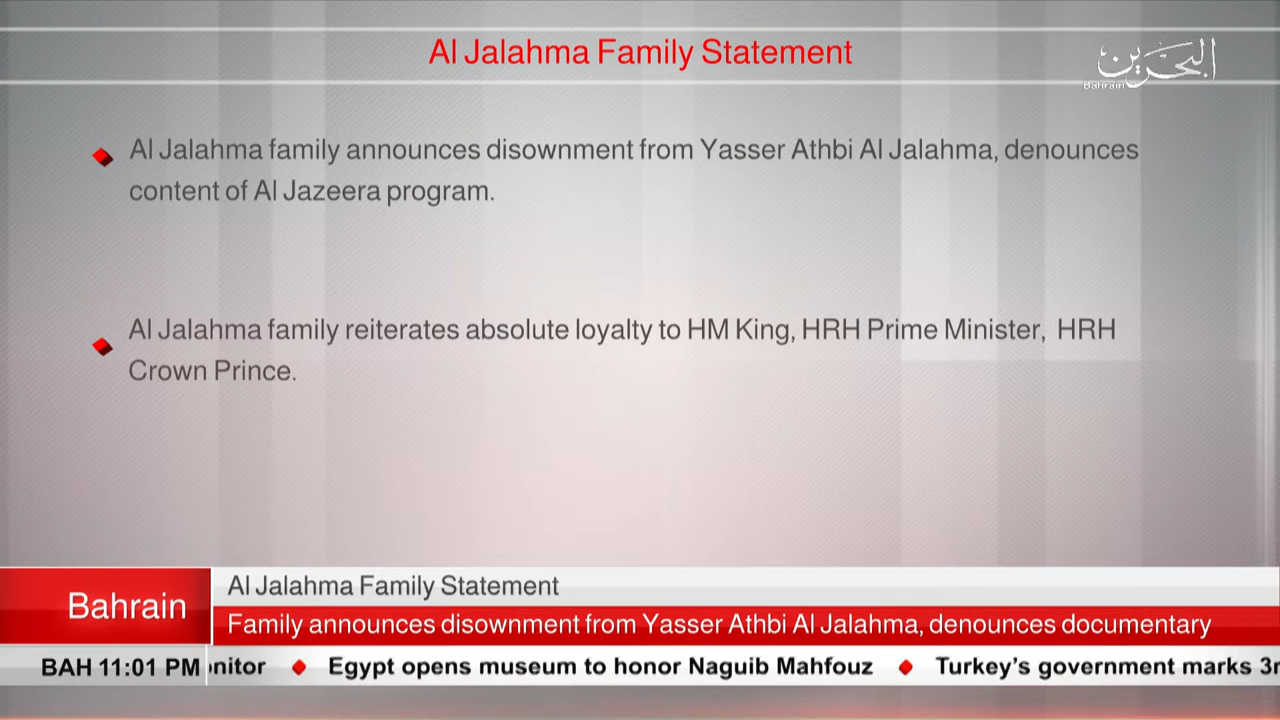 Al Jalahma Family Statement
البحرين
Bahrain
Al Jalahma family announces disownment from Yasser Athbi Al Jalahma, denounces
content of Al Jazeera program.
Al Jalahma family reiterates absolute loyalty to HM King, HRH Prime Minister, HRH
Crown Prince.
Bahrain
Al Jalahma Family Statement
Family announces disownment from Yasser Athbi Al Jalahma, denounces documentary
BAH 11:01 PM nitor ♦ Egypt opens museum to honor Naguib Mahfouz ♦ Turkey's government marks 3r